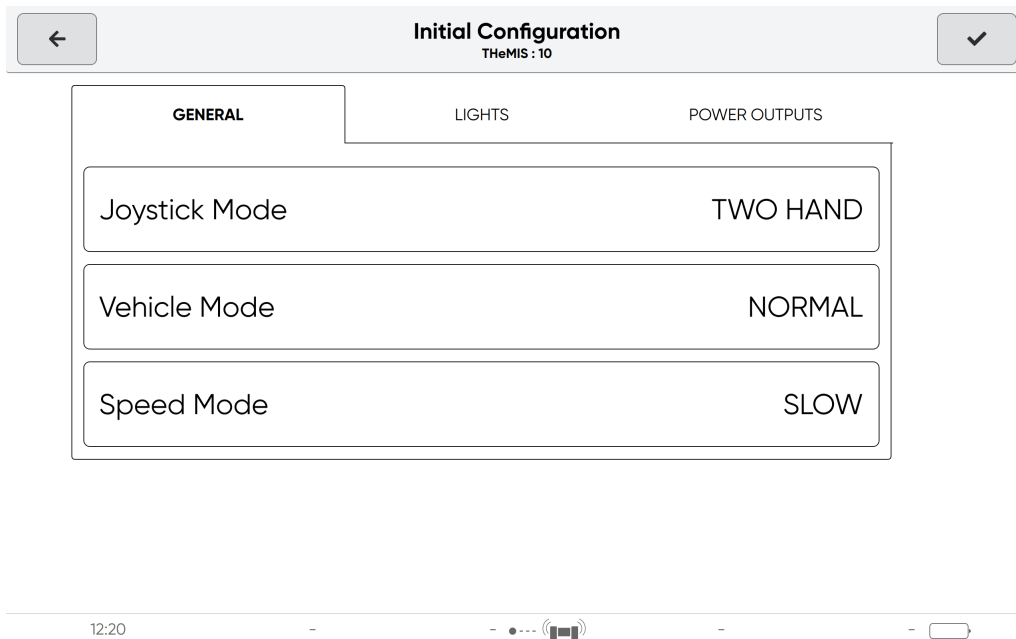 Initial Configuration
THeMIS : 10
GENERAL LIGHTS POWER OUTPUTS
Joystick Mode TWO HAND
Vehicle Mode NORMAL
Speed Mode SLOW
12:20 - - - -